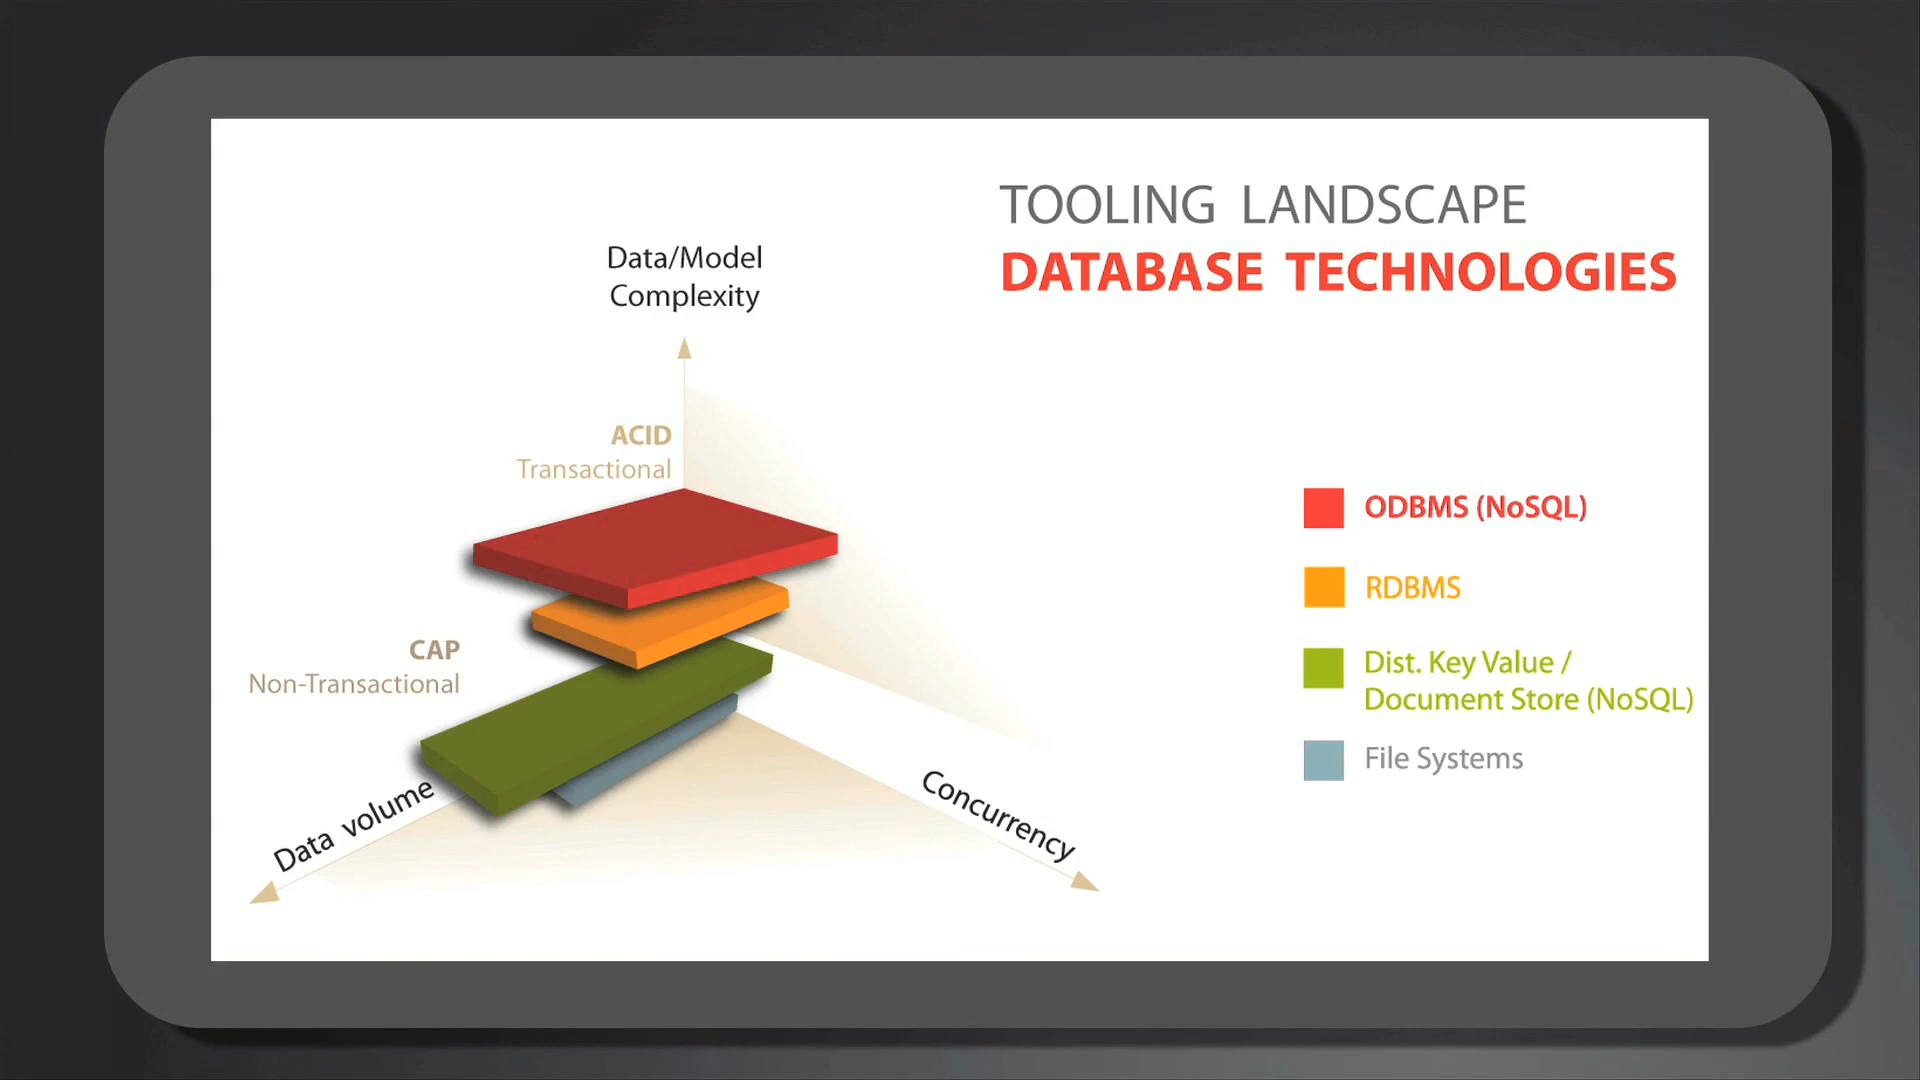 TOOLING LANDSCAPE
DATABASE TECHNOLOGIES
Data/Model
Complexity
ACID
Transactional
CAP
Non-Transactional
Data volume
Concurrency
ODBMS (NoSQL)
RDBMS
Dist. Key Value /
Document Store (NoSQL)
File Systems